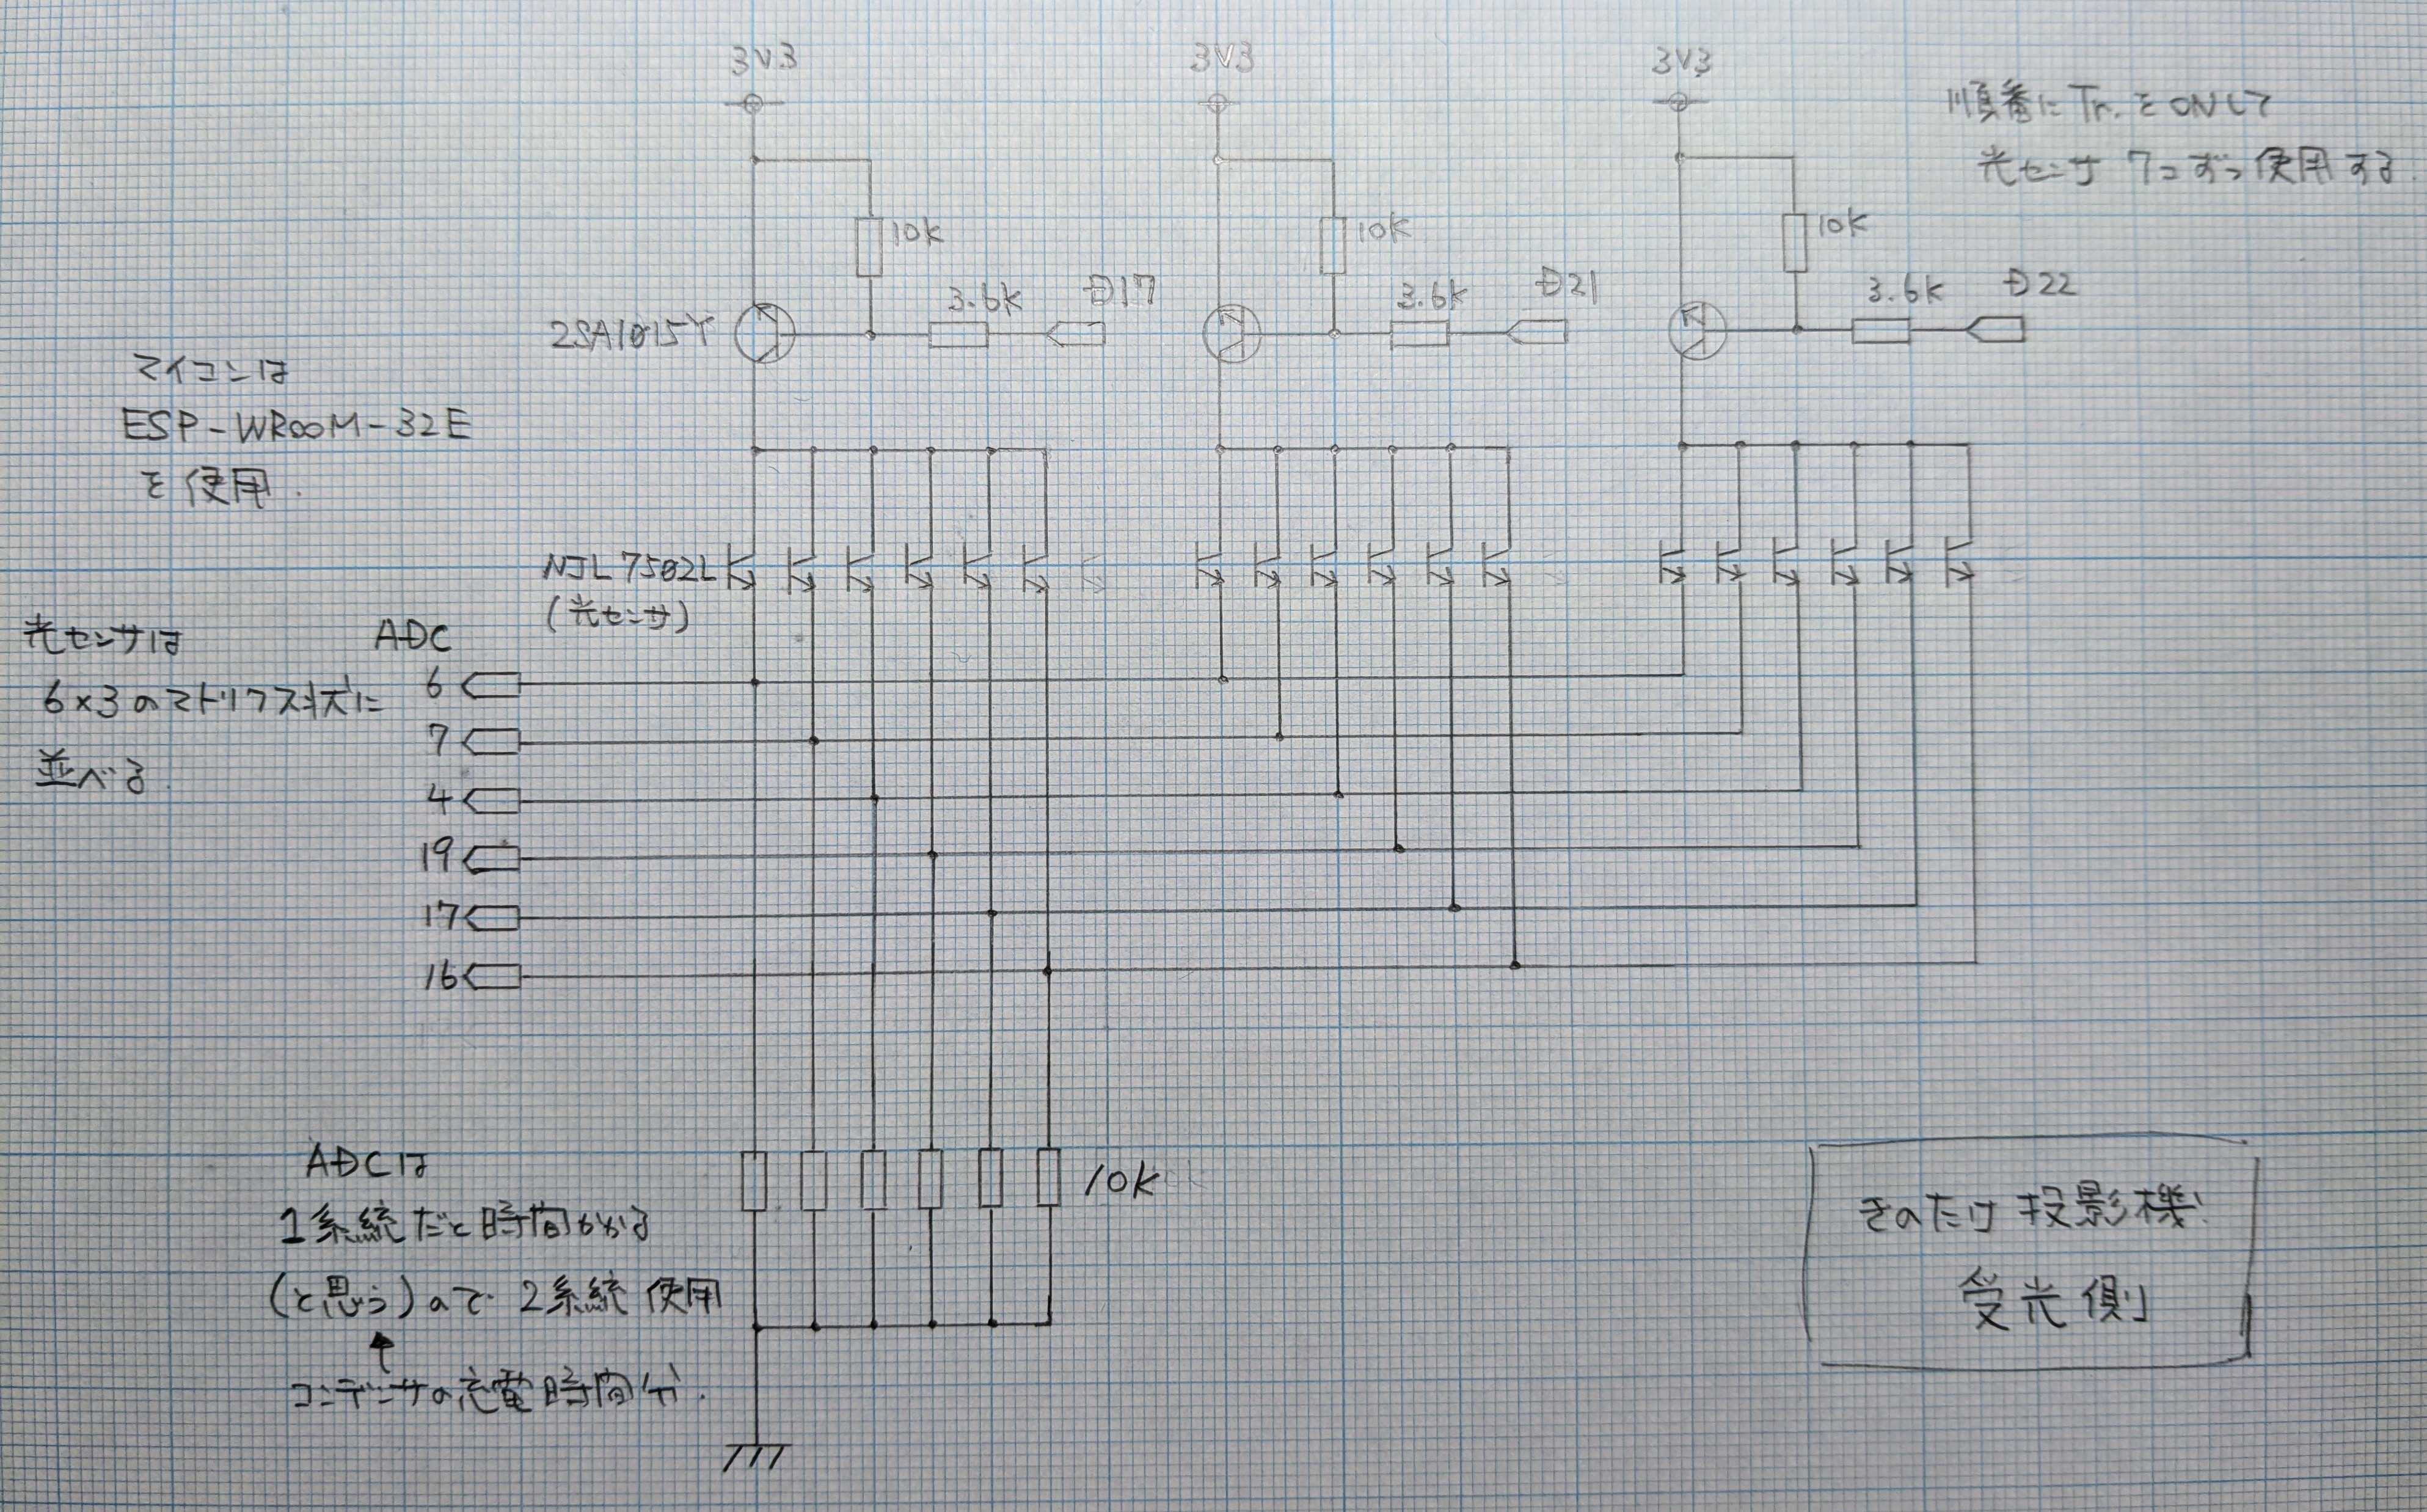 3V3
3V3
3V3
順番にTr.をONして
光センサ 7コずつ使用する
10K
10K
10K
3.6K
D17
3.6K
D21
3.6K
D22
2SA1015Y
マイコンは
ESP-WROOM-32E
を使用.
NJL7502L
(光センサ)
光センサは
6×3のマトリクス状に
並べる
ADC
6
7
4
19
17
16
10K
ADCは
1系統だと時間かかる
(と思う)ので 2系統 使用
コンデンサの充電時間分.
きのたけ 投影機
受光側